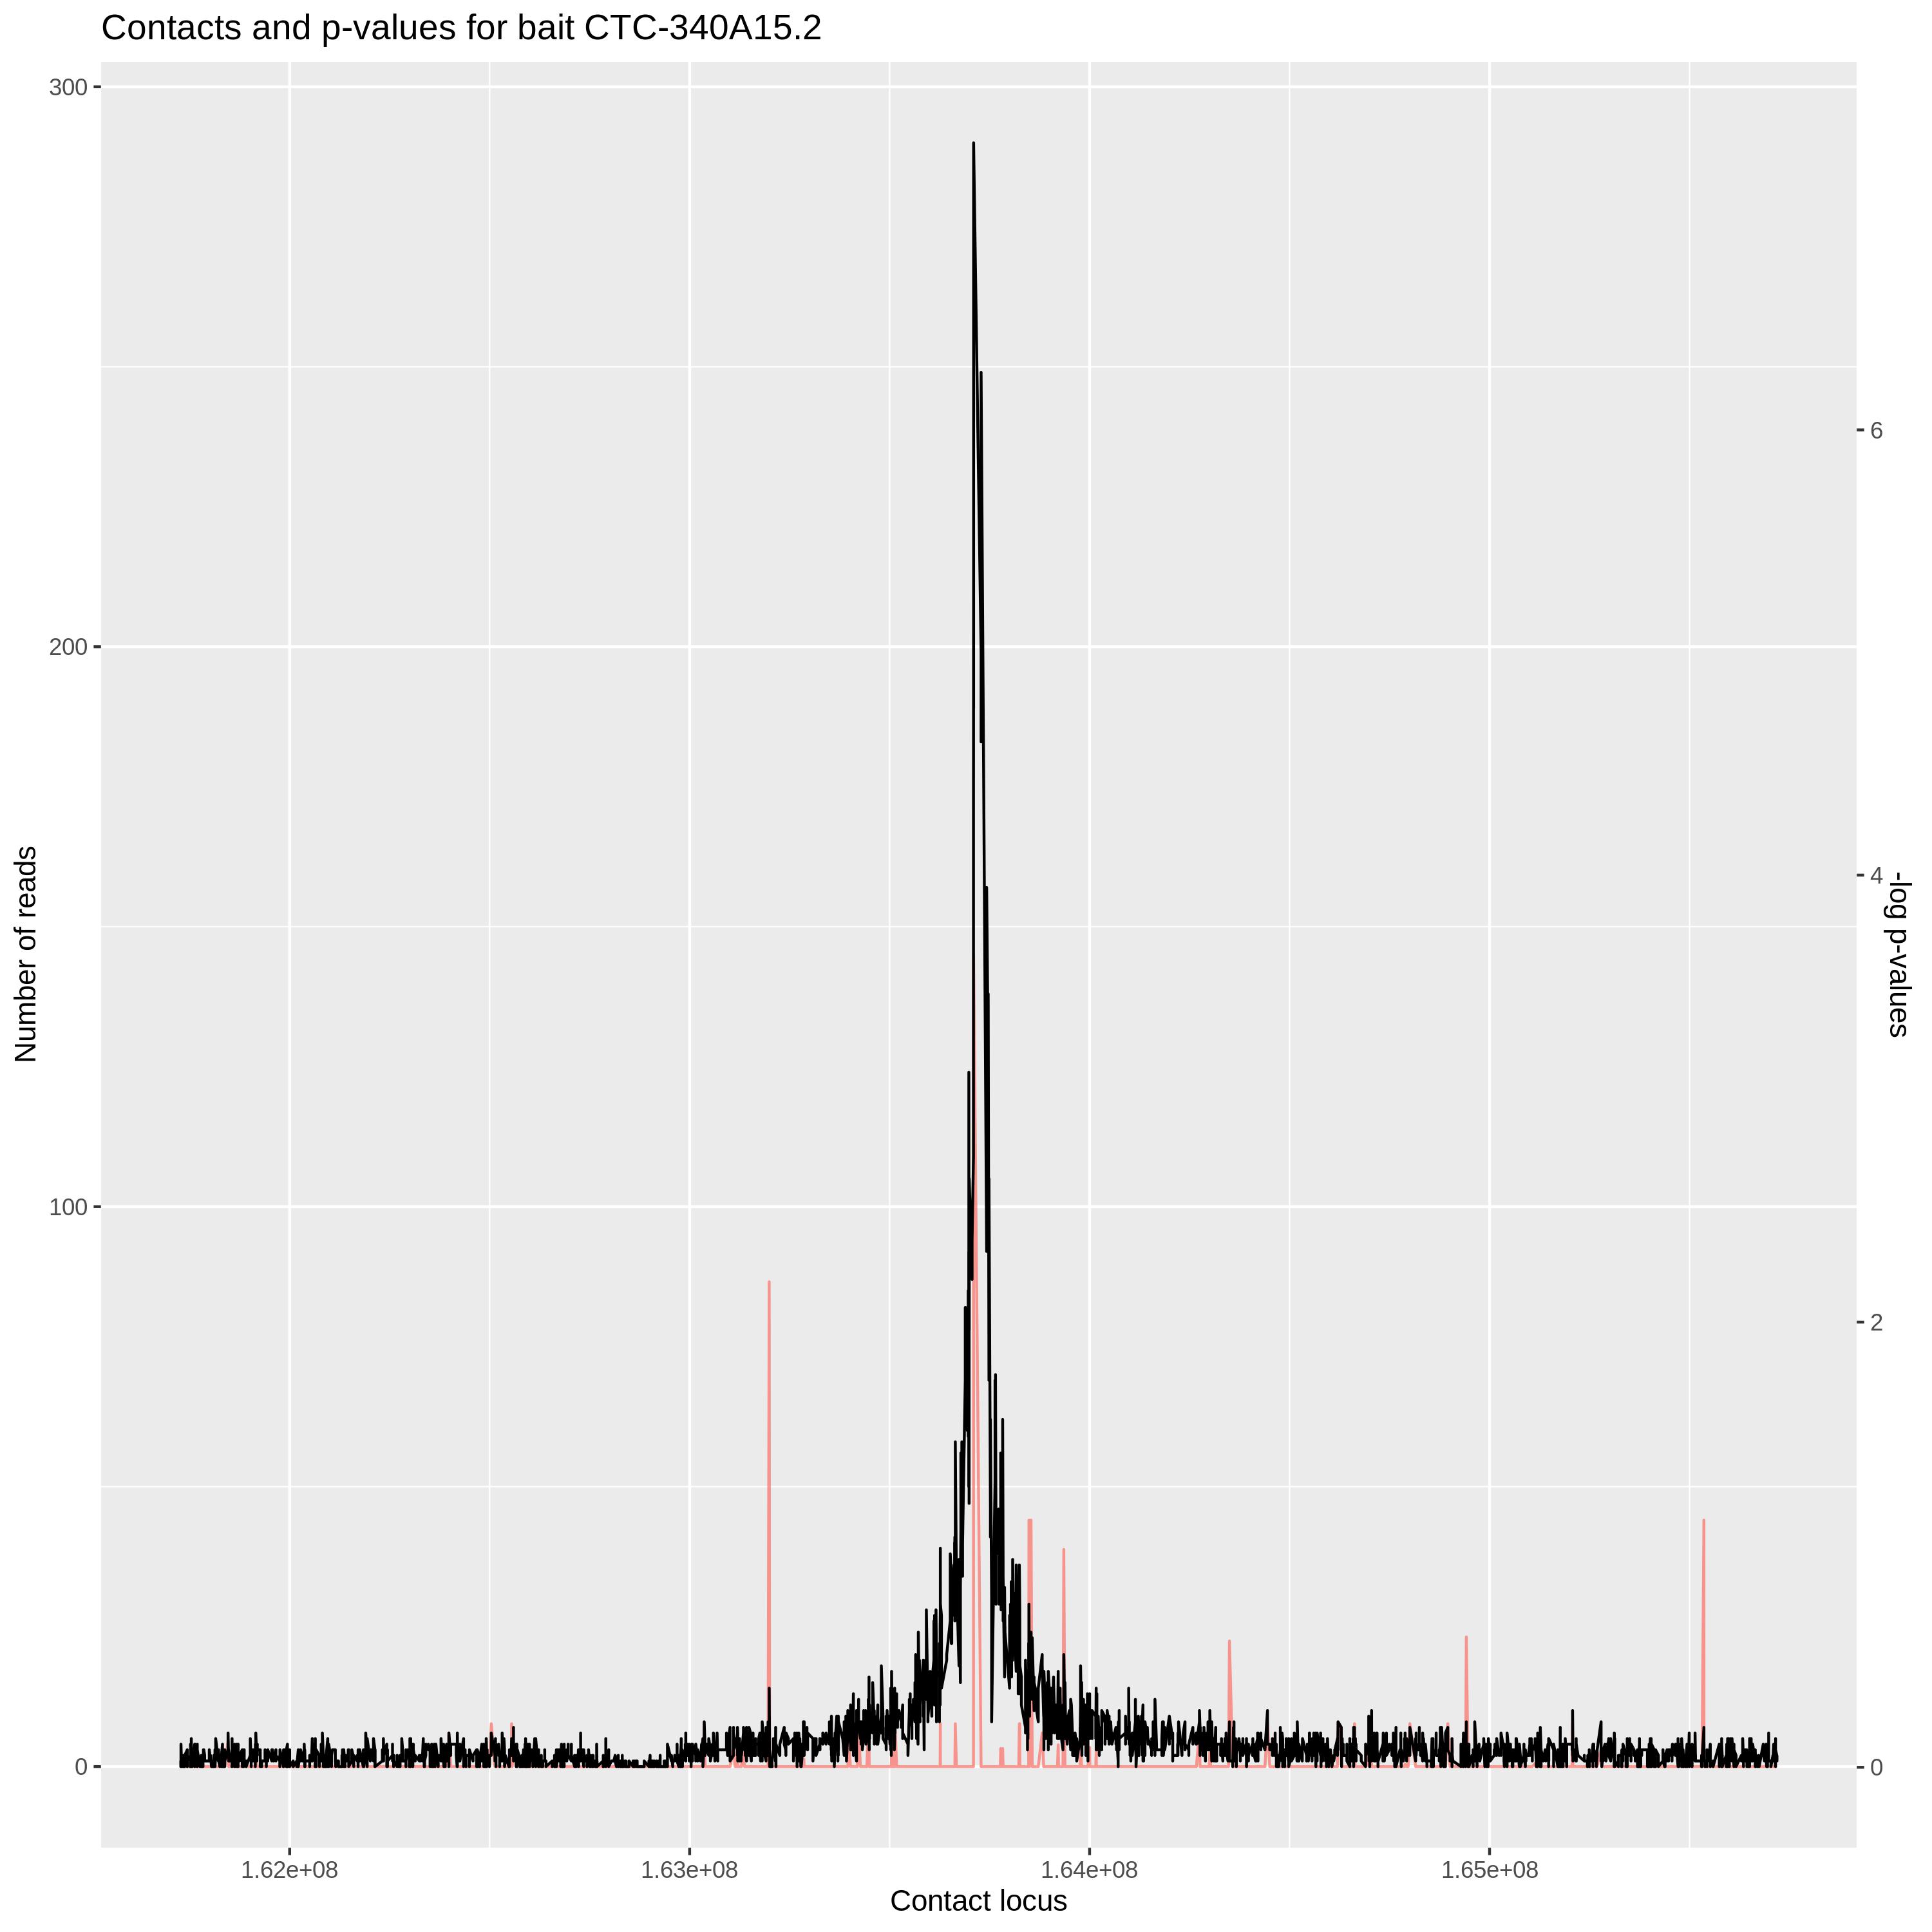 Contacts and p-values for bait CTC-340A15.2
300
200
100
0
Number of reads
6
4
2
0
-log p-values
1.62e+08
1.63e+08
1.64e+08
1.65e+08
Contact locus